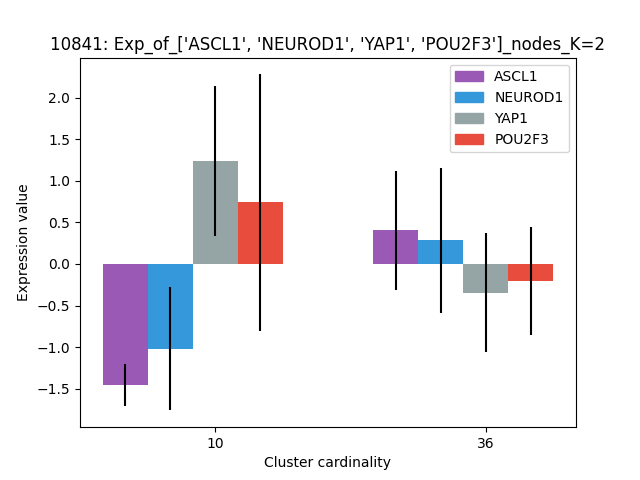 10841: Exp_of_['ASCL1', 'NEUROD1', 'YAP1', 'POU2F3']_nodes_K=2
ASCL1
NEUROD1
YAP1
POU2F3
Expression value
2.0
1.5
1.0
0.5
0.0
−0.5
−1.0
−1.5
10
36
Cluster cardinality